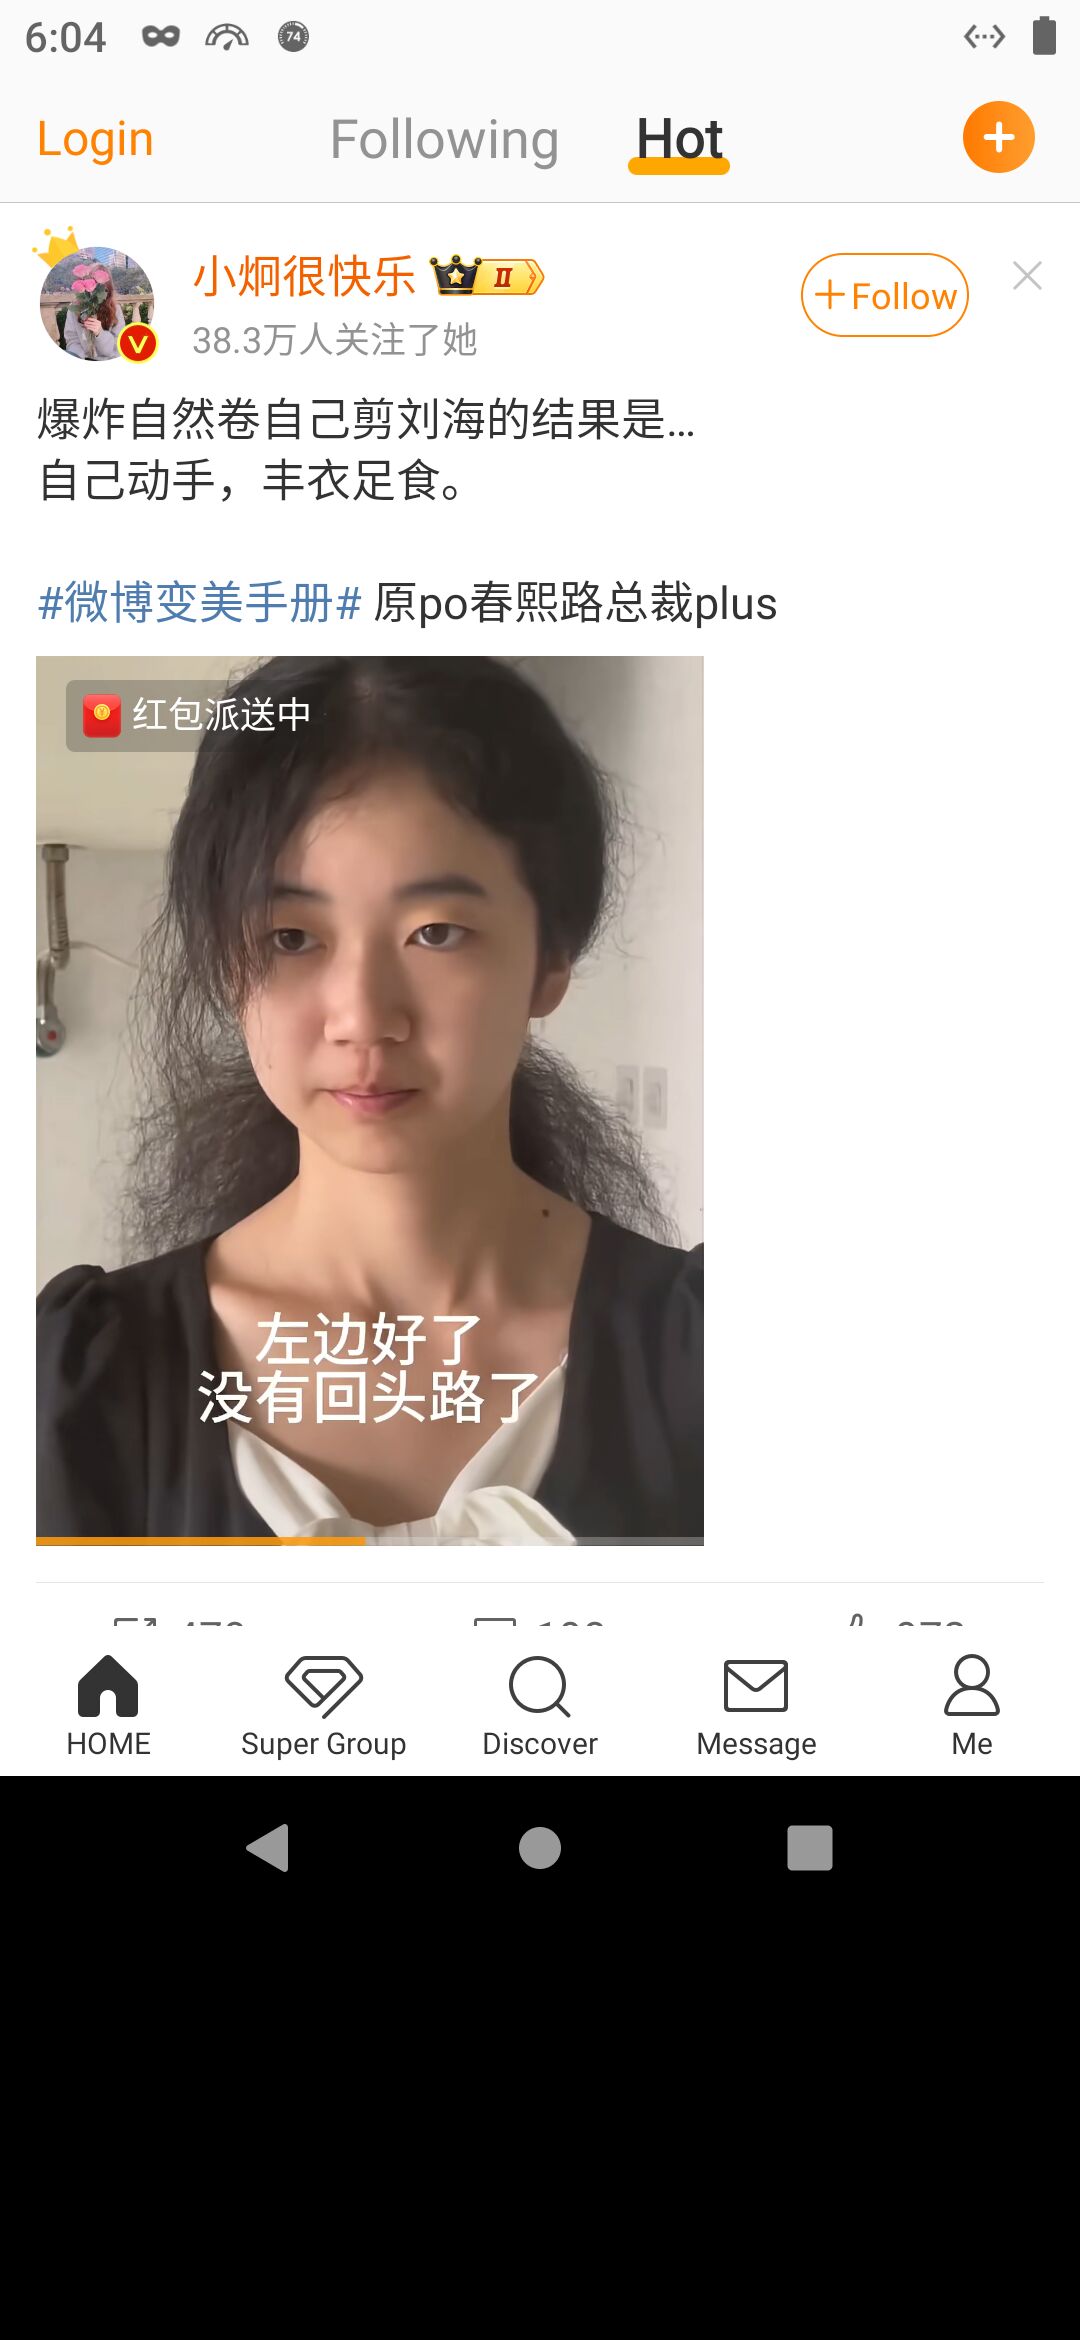 6:04
74
Login
Following
Hot
小炯很快乐
II
38.3万人关注了她
+Follow
爆炸自然卷自己剪刘海的结果是...
自己动手，丰衣足食。
#微博变美手册# 原po春熙路总裁plus
红包派送中
左边好了
没有回头路了
HOME
Super Group
Discover
Message
Me